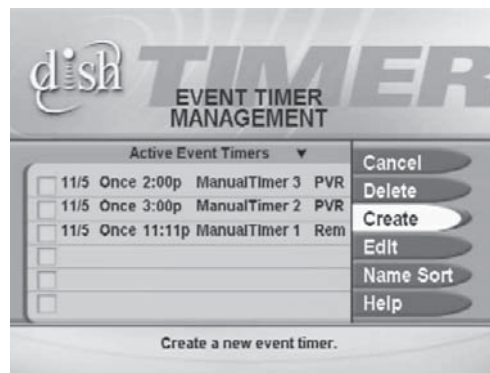 dish
TIMER
EVENT TIMER
MANAGEMENT
Active Event Timers
11/5 Once 2:00p ManualTimer 3 PVR
11/5 Once 3:00p ManualTimer 2 PVR
11/5 Once 11:11p ManualTimer 1 Rem
Cancel
Delete
Create
Edit
Name Sort
Help
Create a new event timer.